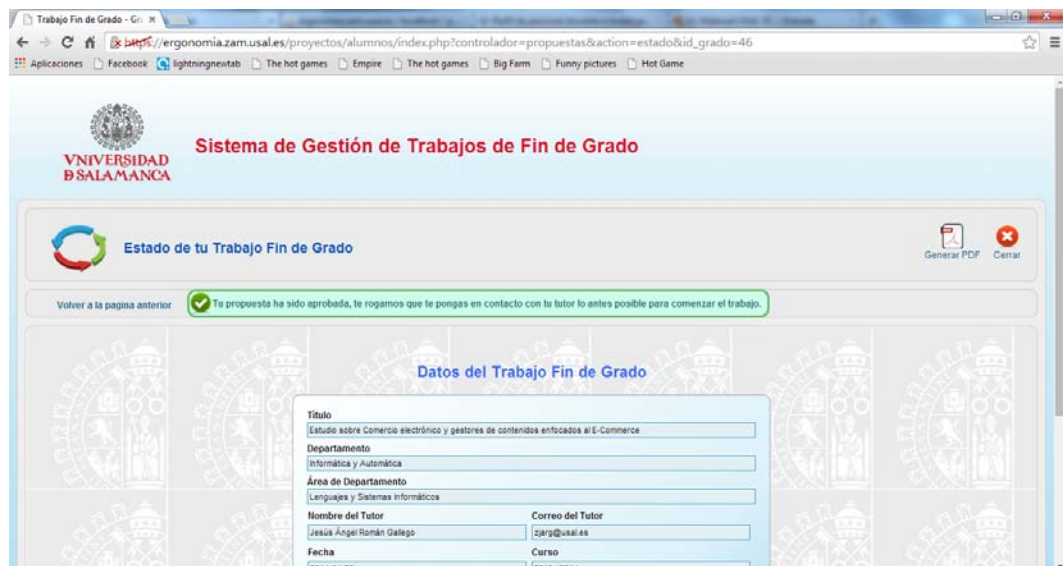 Trabajo Fin de Grado - Gr
https://ergonomia.zam.usal.es/proyectos/alumnos/index.php?controlador=propuestas&action=estado&id_grado=46
Aplicaciones Facebook lightningnewtab The hot games Empire The hot games Big Farm Funny pictures Hot Game
VNIVERSIDAD
D SALAMANCA
Sistema de Gestión de Trabajos de Fin de Grado
Estado de tu Trabajo Fin de Grado
Generar PDF Cerrar
Volver a la pagina anterior
Tu propuesta ha sido aprobada, te rogamos que te pongas en contacto con tu tutor lo antes posible para comenzar el trabajo.
Datos del Trabajo Fin de Grado
Título
Estudio sobre Comercio electrónico y gestores de contenidos enfocados al E-Commerce
Departamento
Informática y Automática
Área de Departamento
Lenguajes y Sistemas Informáticos
Nombre del Tutor Correo del Tutor
Jesús Ángel Román Gallego zjarg@usal.es
Fecha Curso